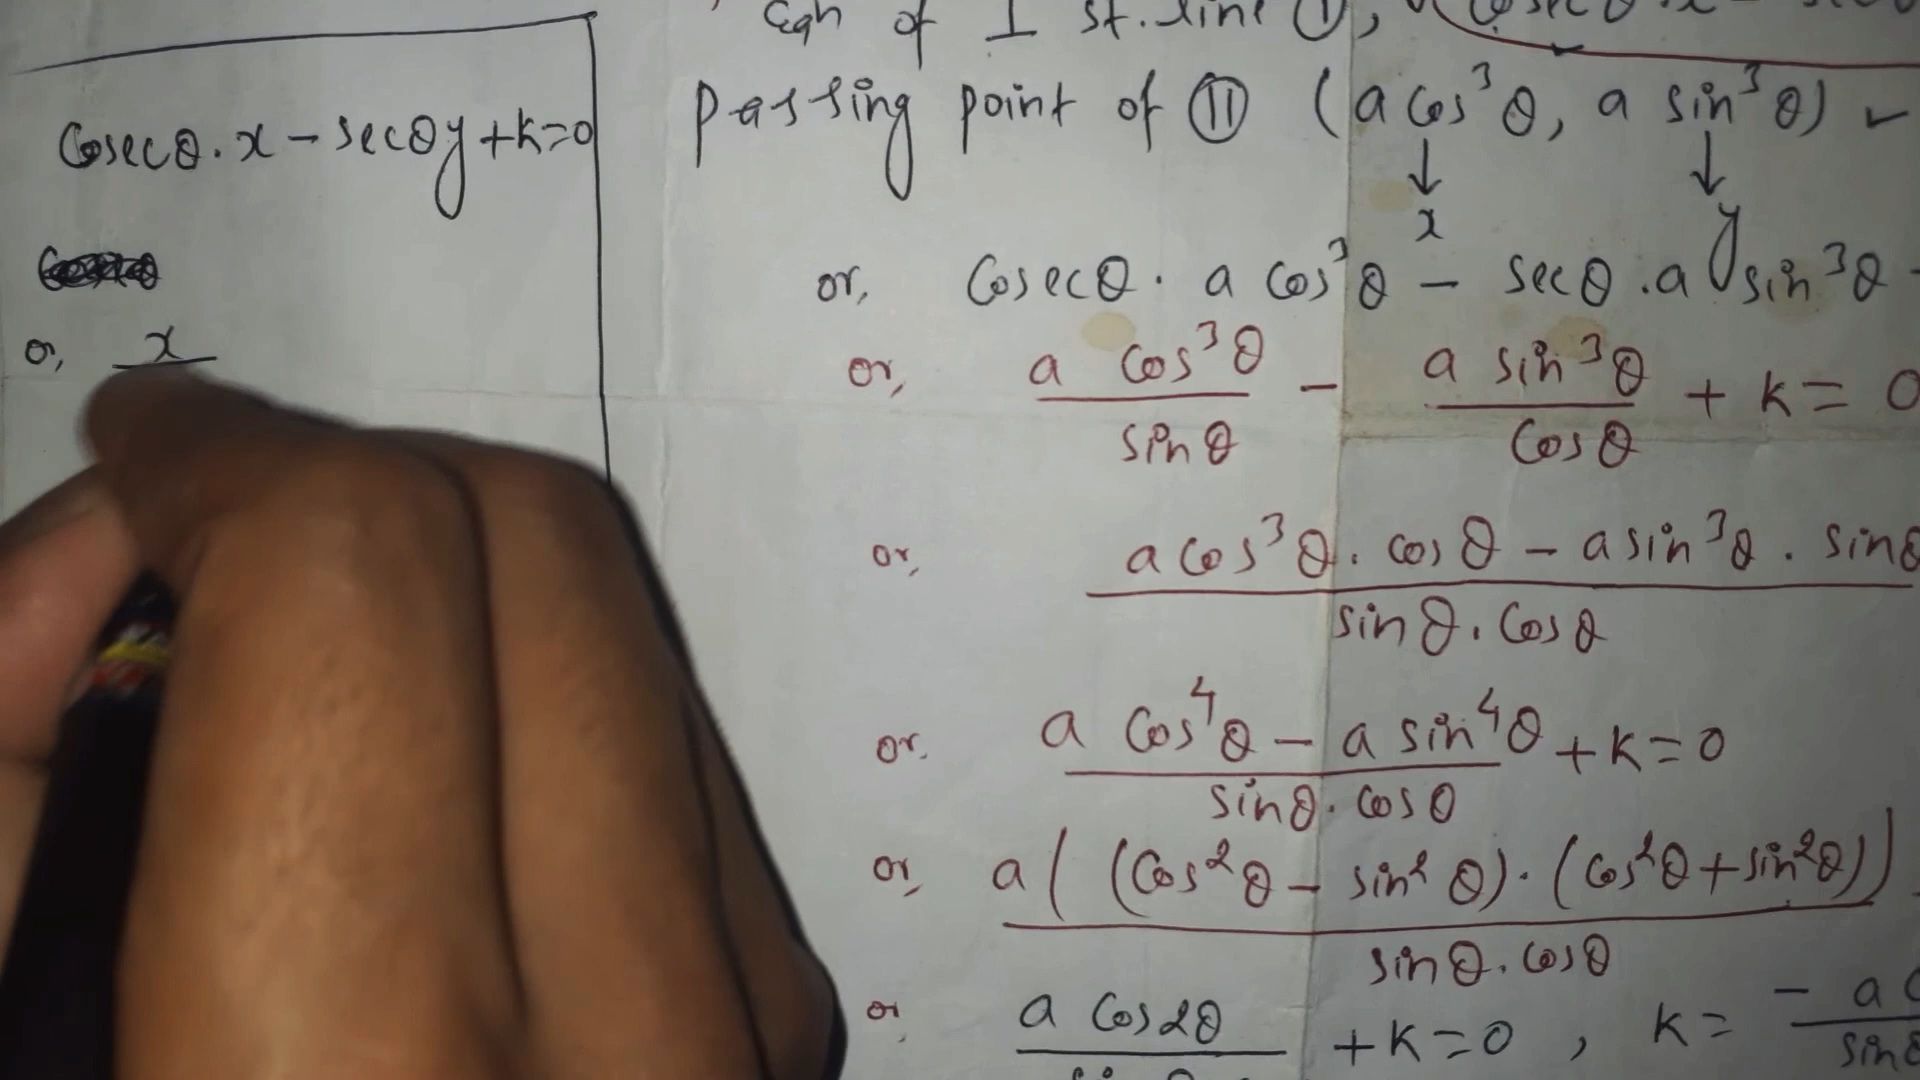 Cosecθ.x - secθy + k=0
or, x
Eqn of ⊥ st. line (I),
Passing point of (II) (a cos³θ, a sin³θ)
↓ ↓
x y
or, Cosecθ. a cos³θ - secθ.a sin³θ
or, a cos³θ/sinθ - a sin³θ/cosθ + k = 0
or, a cos³θ. cosθ - a sin³θ. sinθ
sinθ. cosθ
or. a cos⁴θ - a sin⁴θ + k = 0
sinθ. cosθ
or, a((cos²θ - sin²θ).(cos²θ + sin²θ))
sinθ. cosθ
or, a cos2θ + k = 0, k = - a